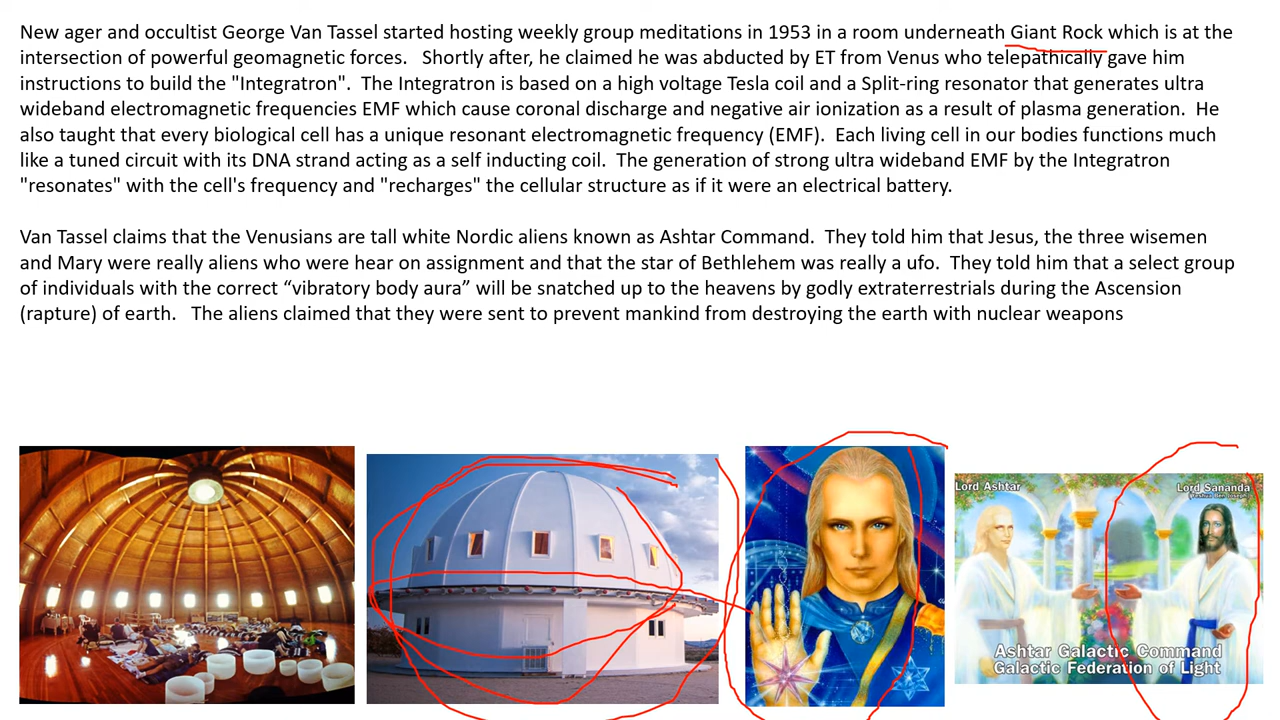 New ager and occultist George Van Tassel started hosting weekly group meditations in 1953 in a room underneath Giant Rock which is at the
intersection of powerful geomagnetic forces.   Shortly after, he claimed he was abducted by ET from Venus who telepathically gave him
instructions to build the "Integratron".  The Integratron is based on a high voltage Tesla coil and a Split-ring resonator that generates ultra
wideband electromagnetic frequencies EMF which cause coronal discharge and negative air ionization as a result of plasma generation.  He
also taught that every biological cell has a unique resonant electromagnetic frequency (EMF).  Each living cell in our bodies functions much
like a tuned circuit with its DNA strand acting as a self inducting coil.  The generation of strong ultra wideband EMF by the Integratron
"resonates" with the cell's frequency and "recharges" the cellular structure as if it were an electrical battery.
Van Tassel claims that the Venusians are tall white Nordic aliens known as Ashtar Command.  They told him that Jesus, the three wisemen
and Mary were really aliens who were hear on assignment and that the star of Bethlehem was really a ufo.  They told him that a select group
of individuals with the correct “vibratory body aura” will be snatched up to the heavens by godly extraterrestrials during the Ascension
(rapture) of earth.   The aliens claimed that they were sent to prevent mankind from destroying the earth with nuclear weapons
Lord Ashtar
Lord Sananda
Ashtar Galactic Command
Galactic Federation of Light